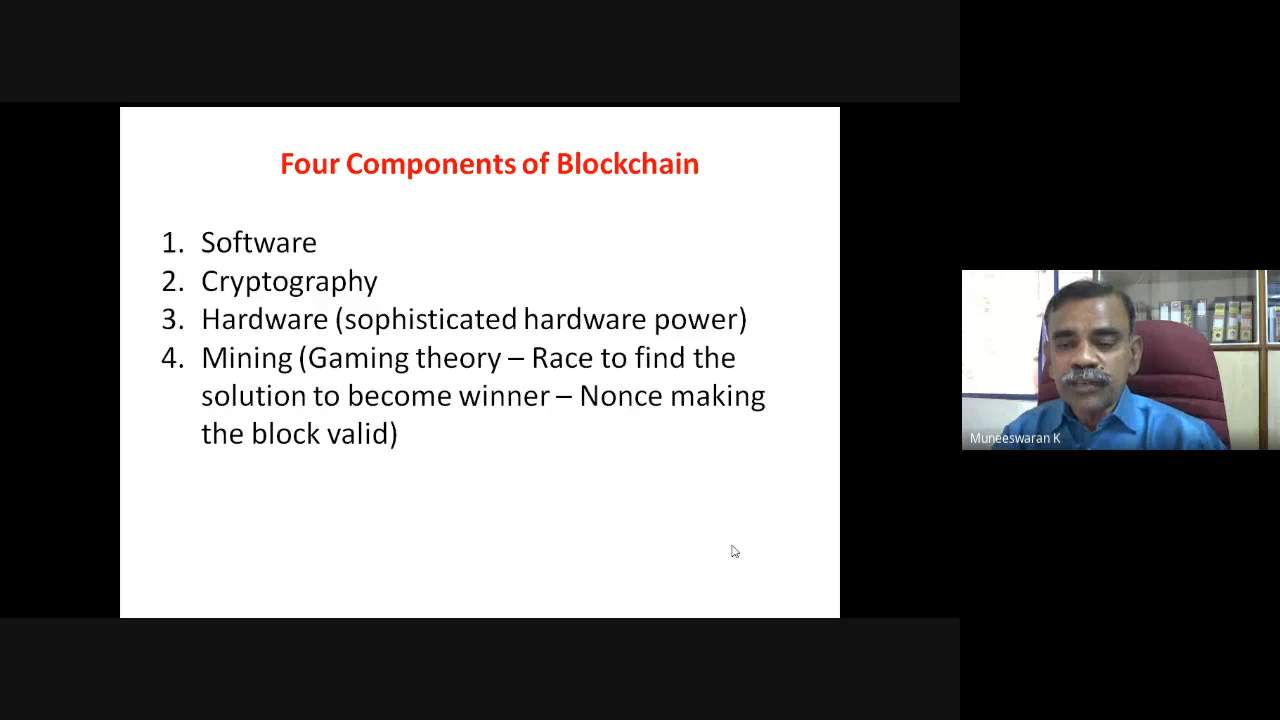 Four Components of Blockchain
1. Software
2. Cryptography
3. Hardware (sophisticated hardware power)
4. Mining (Gaming theory – Race to find the
solution to become winner – Nonce making
the block valid)
Muneeswaran K